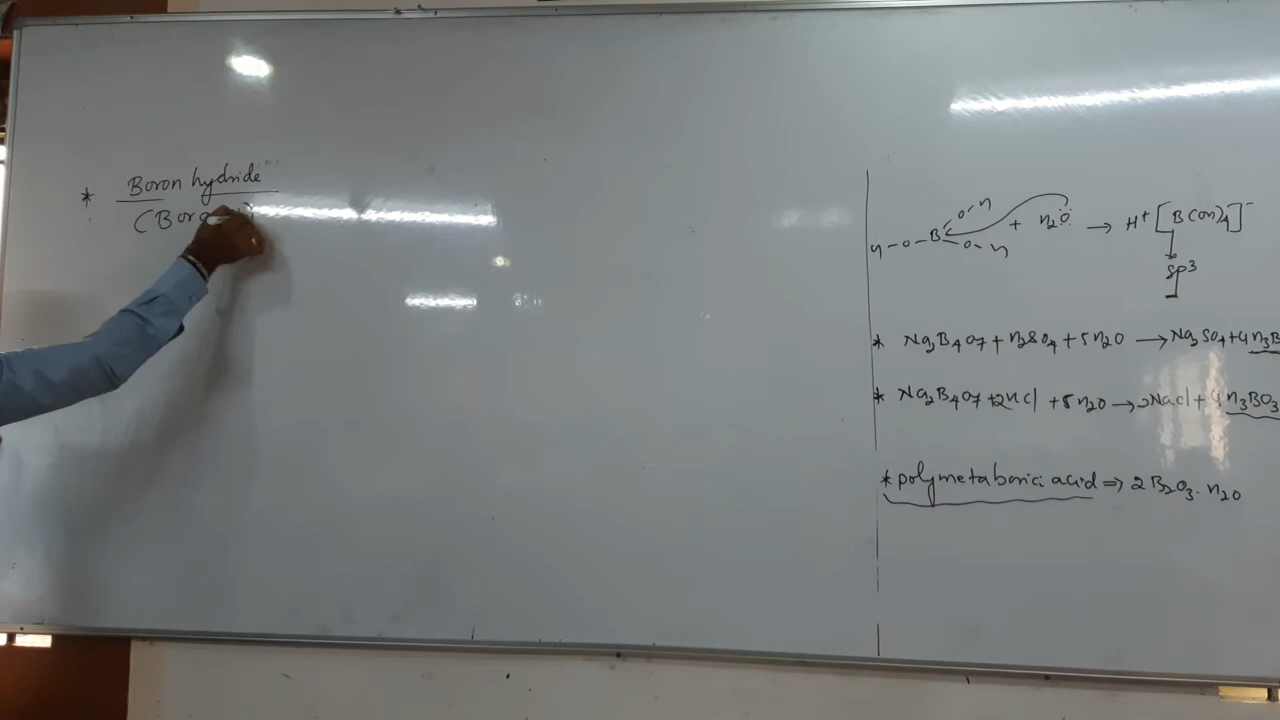 * Boron hydride
(Bor
H-O-B O-H O-H + H2O → H+ [B(OH)4]-
sp3
* Na2B4O7 + H2SO4 + 5H2O → Na2SO4 + 4H3B
* Na2B4O7 + 2HCl + 5H2O → 2NaCl + 4H3BO3
* polymetaboric acid ⇒ 2B2O3.H2O